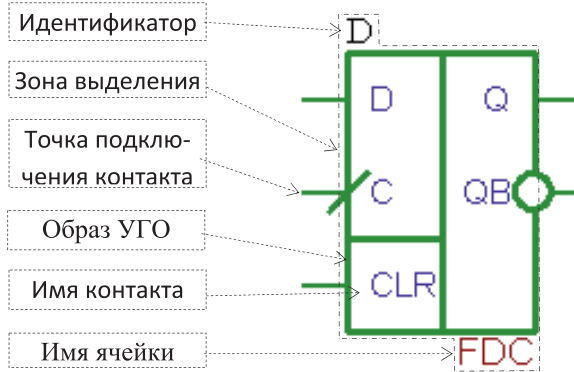 Идентификатор
D
Зона выделения
D
Q
Точка подклю-
чения контакта
C
QB
Образ УГО
Имя контакта
CLR
Имя ячейки
FDC